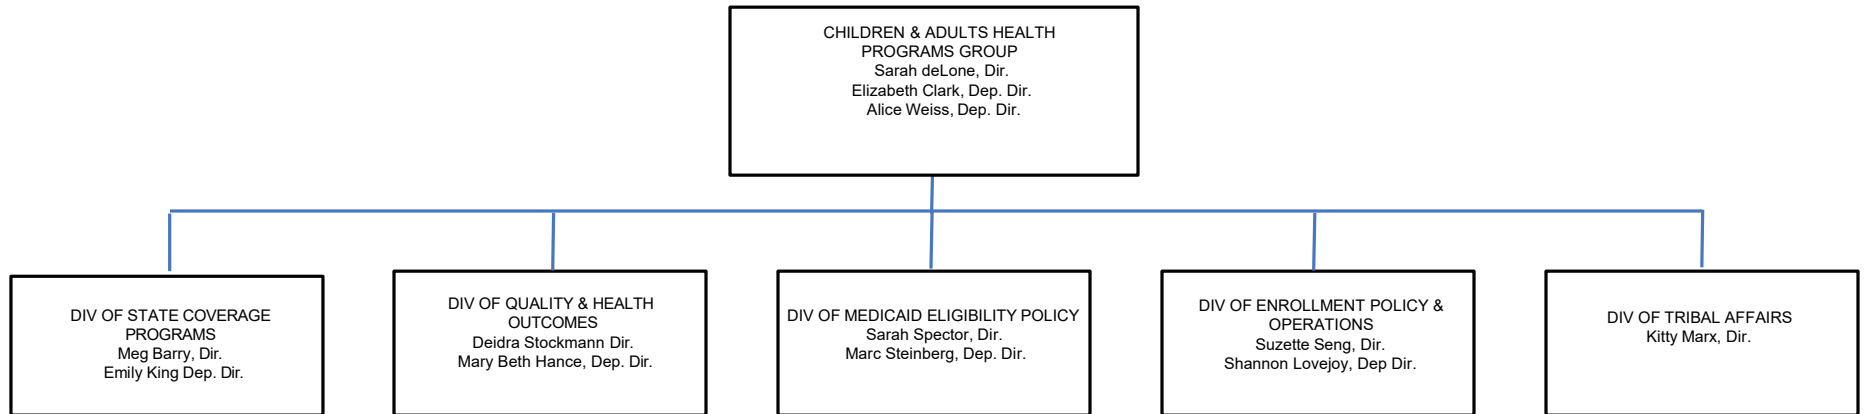 CHILDREN & ADULTS HEALTH
PROGRAMS GROUP
Sarah deLone, Dir.
Elizabeth Clark, Dep. Dir.
Alice Weiss, Dep. Dir.
DIV OF STATE COVERAGE
PROGRAMS
Meg Barry, Dir.
Emily King Dep. Dir.
DIV OF QUALITY & HEALTH
OUTCOMES
Deidra Stockmann Dir.
Mary Beth Hance, Dep. Dir.
DIV OF MEDICAID ELIGIBILITY POLICY
Sarah Spector, Dir.
Marc Steinberg, Dep. Dir.
DIV OF ENROLLMENT POLICY &
OPERATIONS
Suzette Seng, Dir.
Shannon Lovejoy, Dep Dir.
DIV OF TRIBAL AFFAIRS
Kitty Marx, Dir.